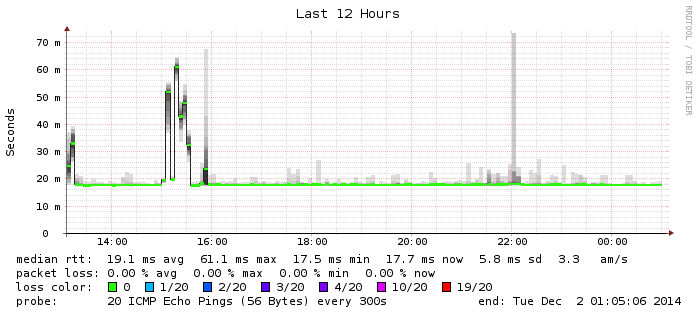 Last 12 Hours
RRDTOOL / TOBI OETIKER
Seconds
70 m
60 m
50 m
40 m
30 m
20 m
10 m
0
14:00 16:00 18:00 20:00 22:00 00:00
median rtt: 19.1 ms avg 61.1 ms max 17.5 ms min 17.7 ms now 5.8 ms sd 3.3 am/s
packet loss: 0.00 % avg 0.00 % max 0.00 % min 0.00 % now
loss color: 0 1/20 2/20 3/20 4/20 10/20 19/20
probe: 20 ICMP Echo Pings (56 Bytes) every 300s end: Tue Dec 2 01:05:06 2014